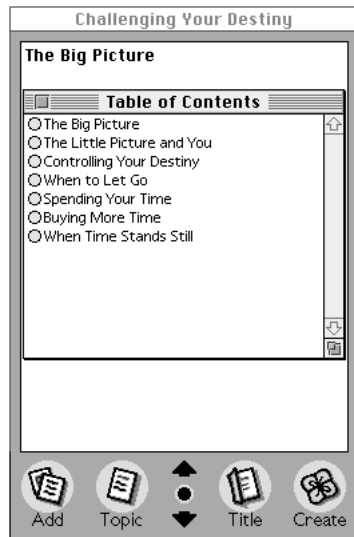 Challenging Your Destiny
The Big Picture
Table of Contents
The Big Picture
The Little Picture and You
Controlling Your Destiny
When to Let Go
Spending Your Time
Buying More Time
When Time Stands Still
Add Topic Title Create